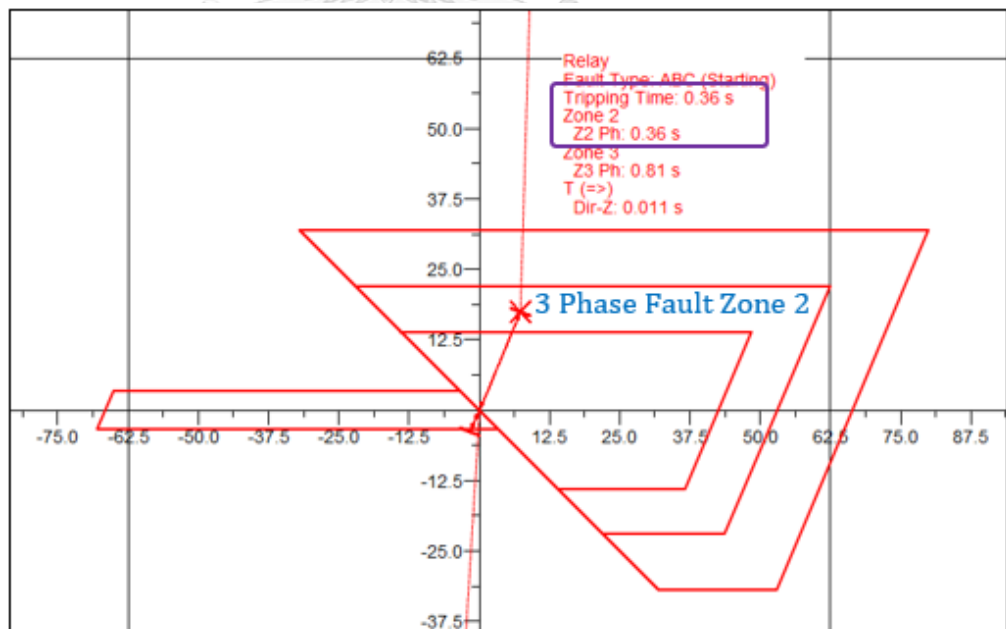 62.5
50.0
37.5
25.0
12.5
-12.5
-25.0
-37.5
-75.0 -62.5 -50.0 -37.5 -25.0 -12.5 12.5 25.0 37.5 50.0 62.5 75.0 87.5
Relay
Fault Type: ABC (Starting)
Tripping Time: 0.36 s
Zone 2
Z2 Ph: 0.36 s
Zone 3
Z3 Ph: 0.81 s
T (=>)
Dir-Z: 0.011 s
3 Phase Fault Zone 2